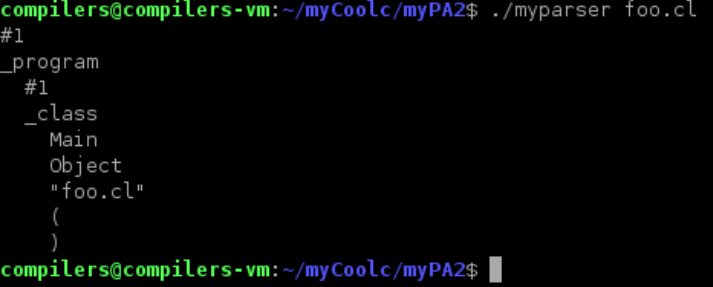 compilers@compilers-vm:~/myCoolc/myPA2$ ./myparser foo.cl
#1
_program
  #1
  _class
    Main
    Object
    "foo.cl"
    (
    )
compilers@compilers-vm:~/myCoolc/myPA2$